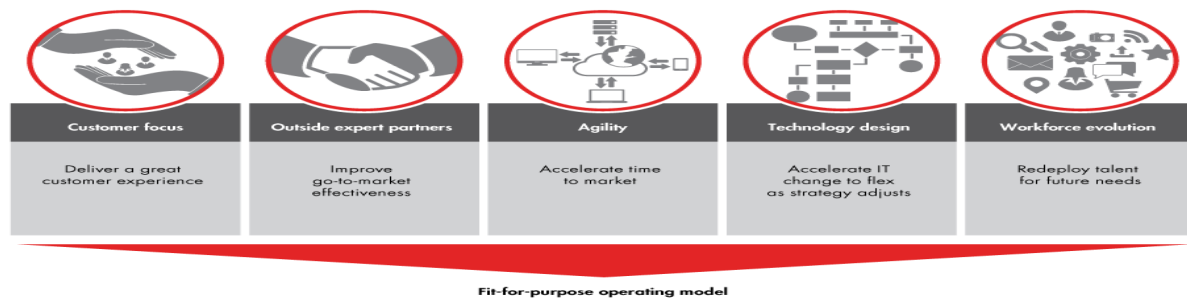 Customer focus
Deliver a great
customer experience
Outside expert partners
Improve
go-to-market
effectiveness
Agility
Accelerate time
to market
Technology design
Accelerate IT
change to flex
as strategy adjusts
Workforce evolution
Redeploy talent
for future needs
Fit-for-purpose operating model